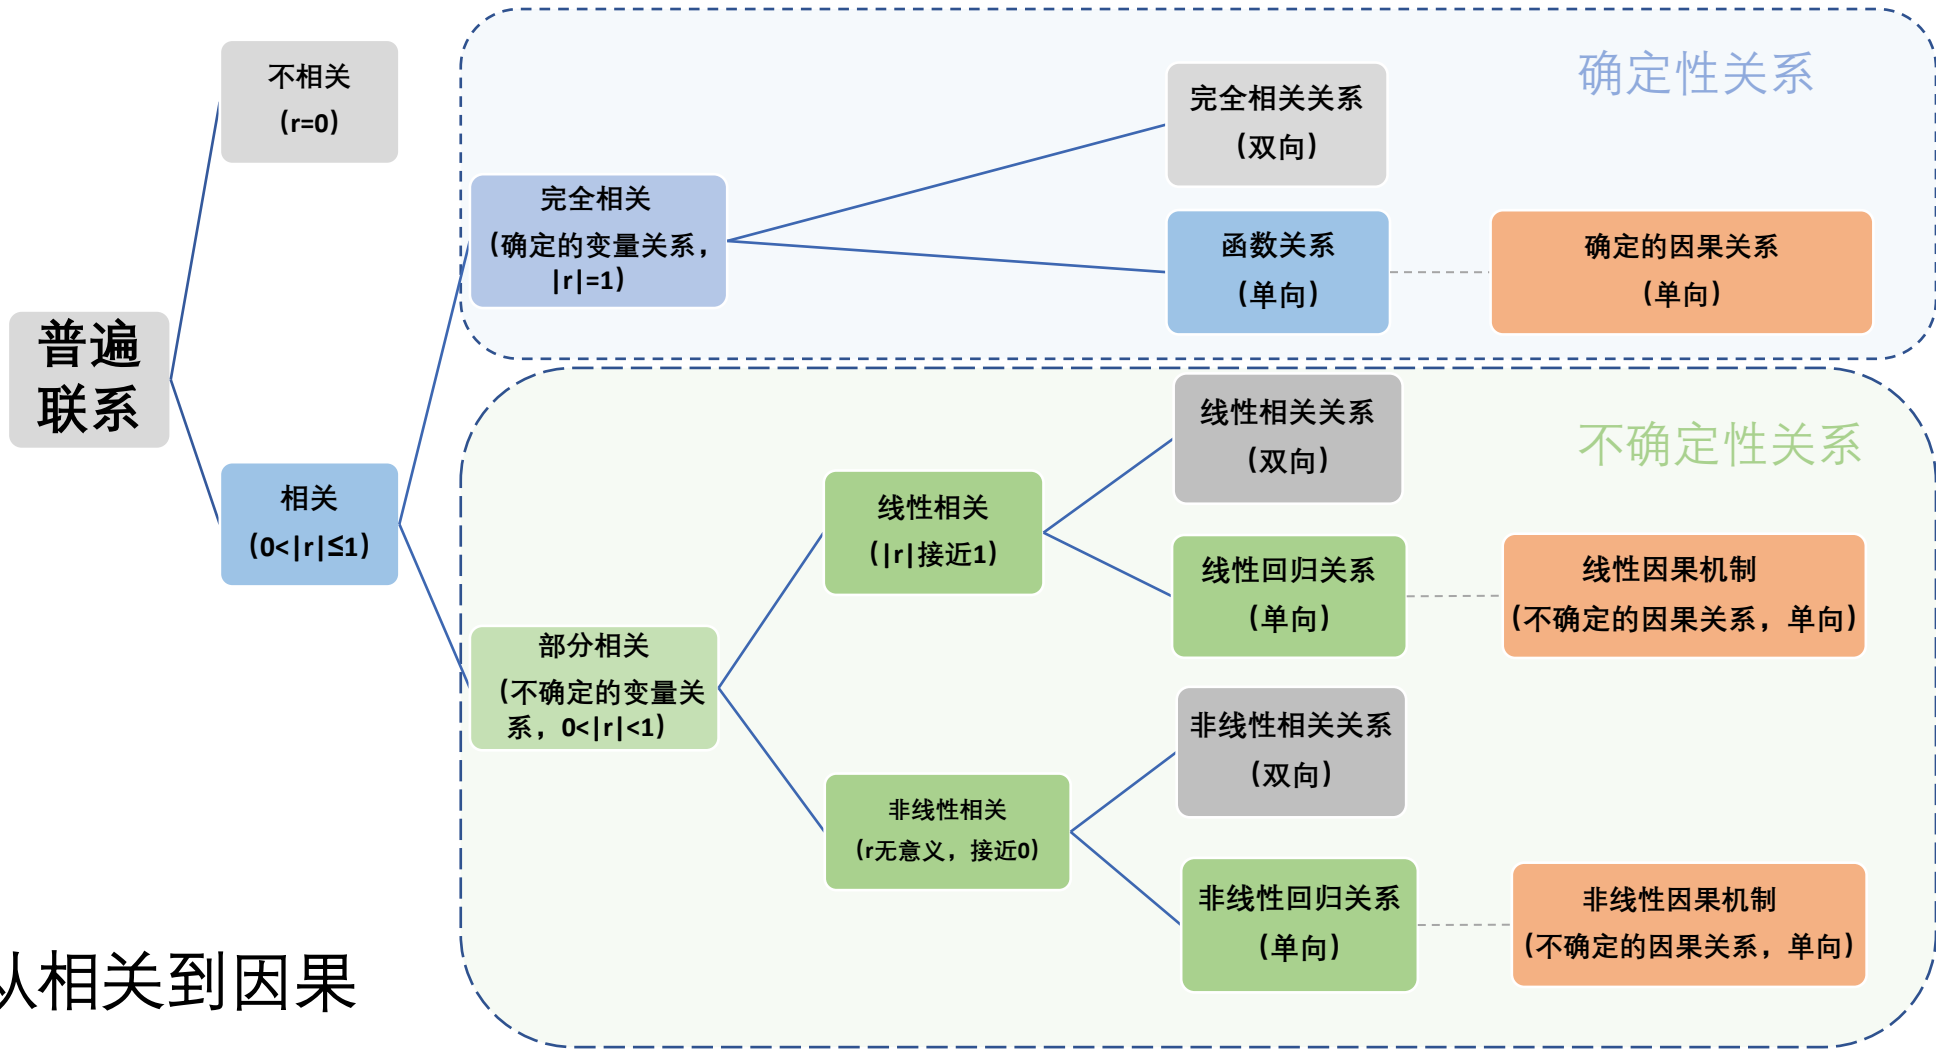 普遍
联系
不相关
(r=0)
相关
(0<|r|≤1)
确定性关系
完全相关
(确定的变量关系,
|r|=1)
完全相关关系
(双向)
函数关系
(单向)
确定的因果关系
(单向)
不确定性关系
部分相关
(不确定的变量关
系，0<|r|<1)
线性相关
(|r|接近1)
线性相关关系
(双向)
线性回归关系
(单向)
线性因果机制
(不确定的因果关系，单向)
非线性相关
(r无意义，接近0)
非线性相关关系
(双向)
非线性回归关系
(单向)
非线性因果机制
(不确定的因果关系，单向)
从相关到因果